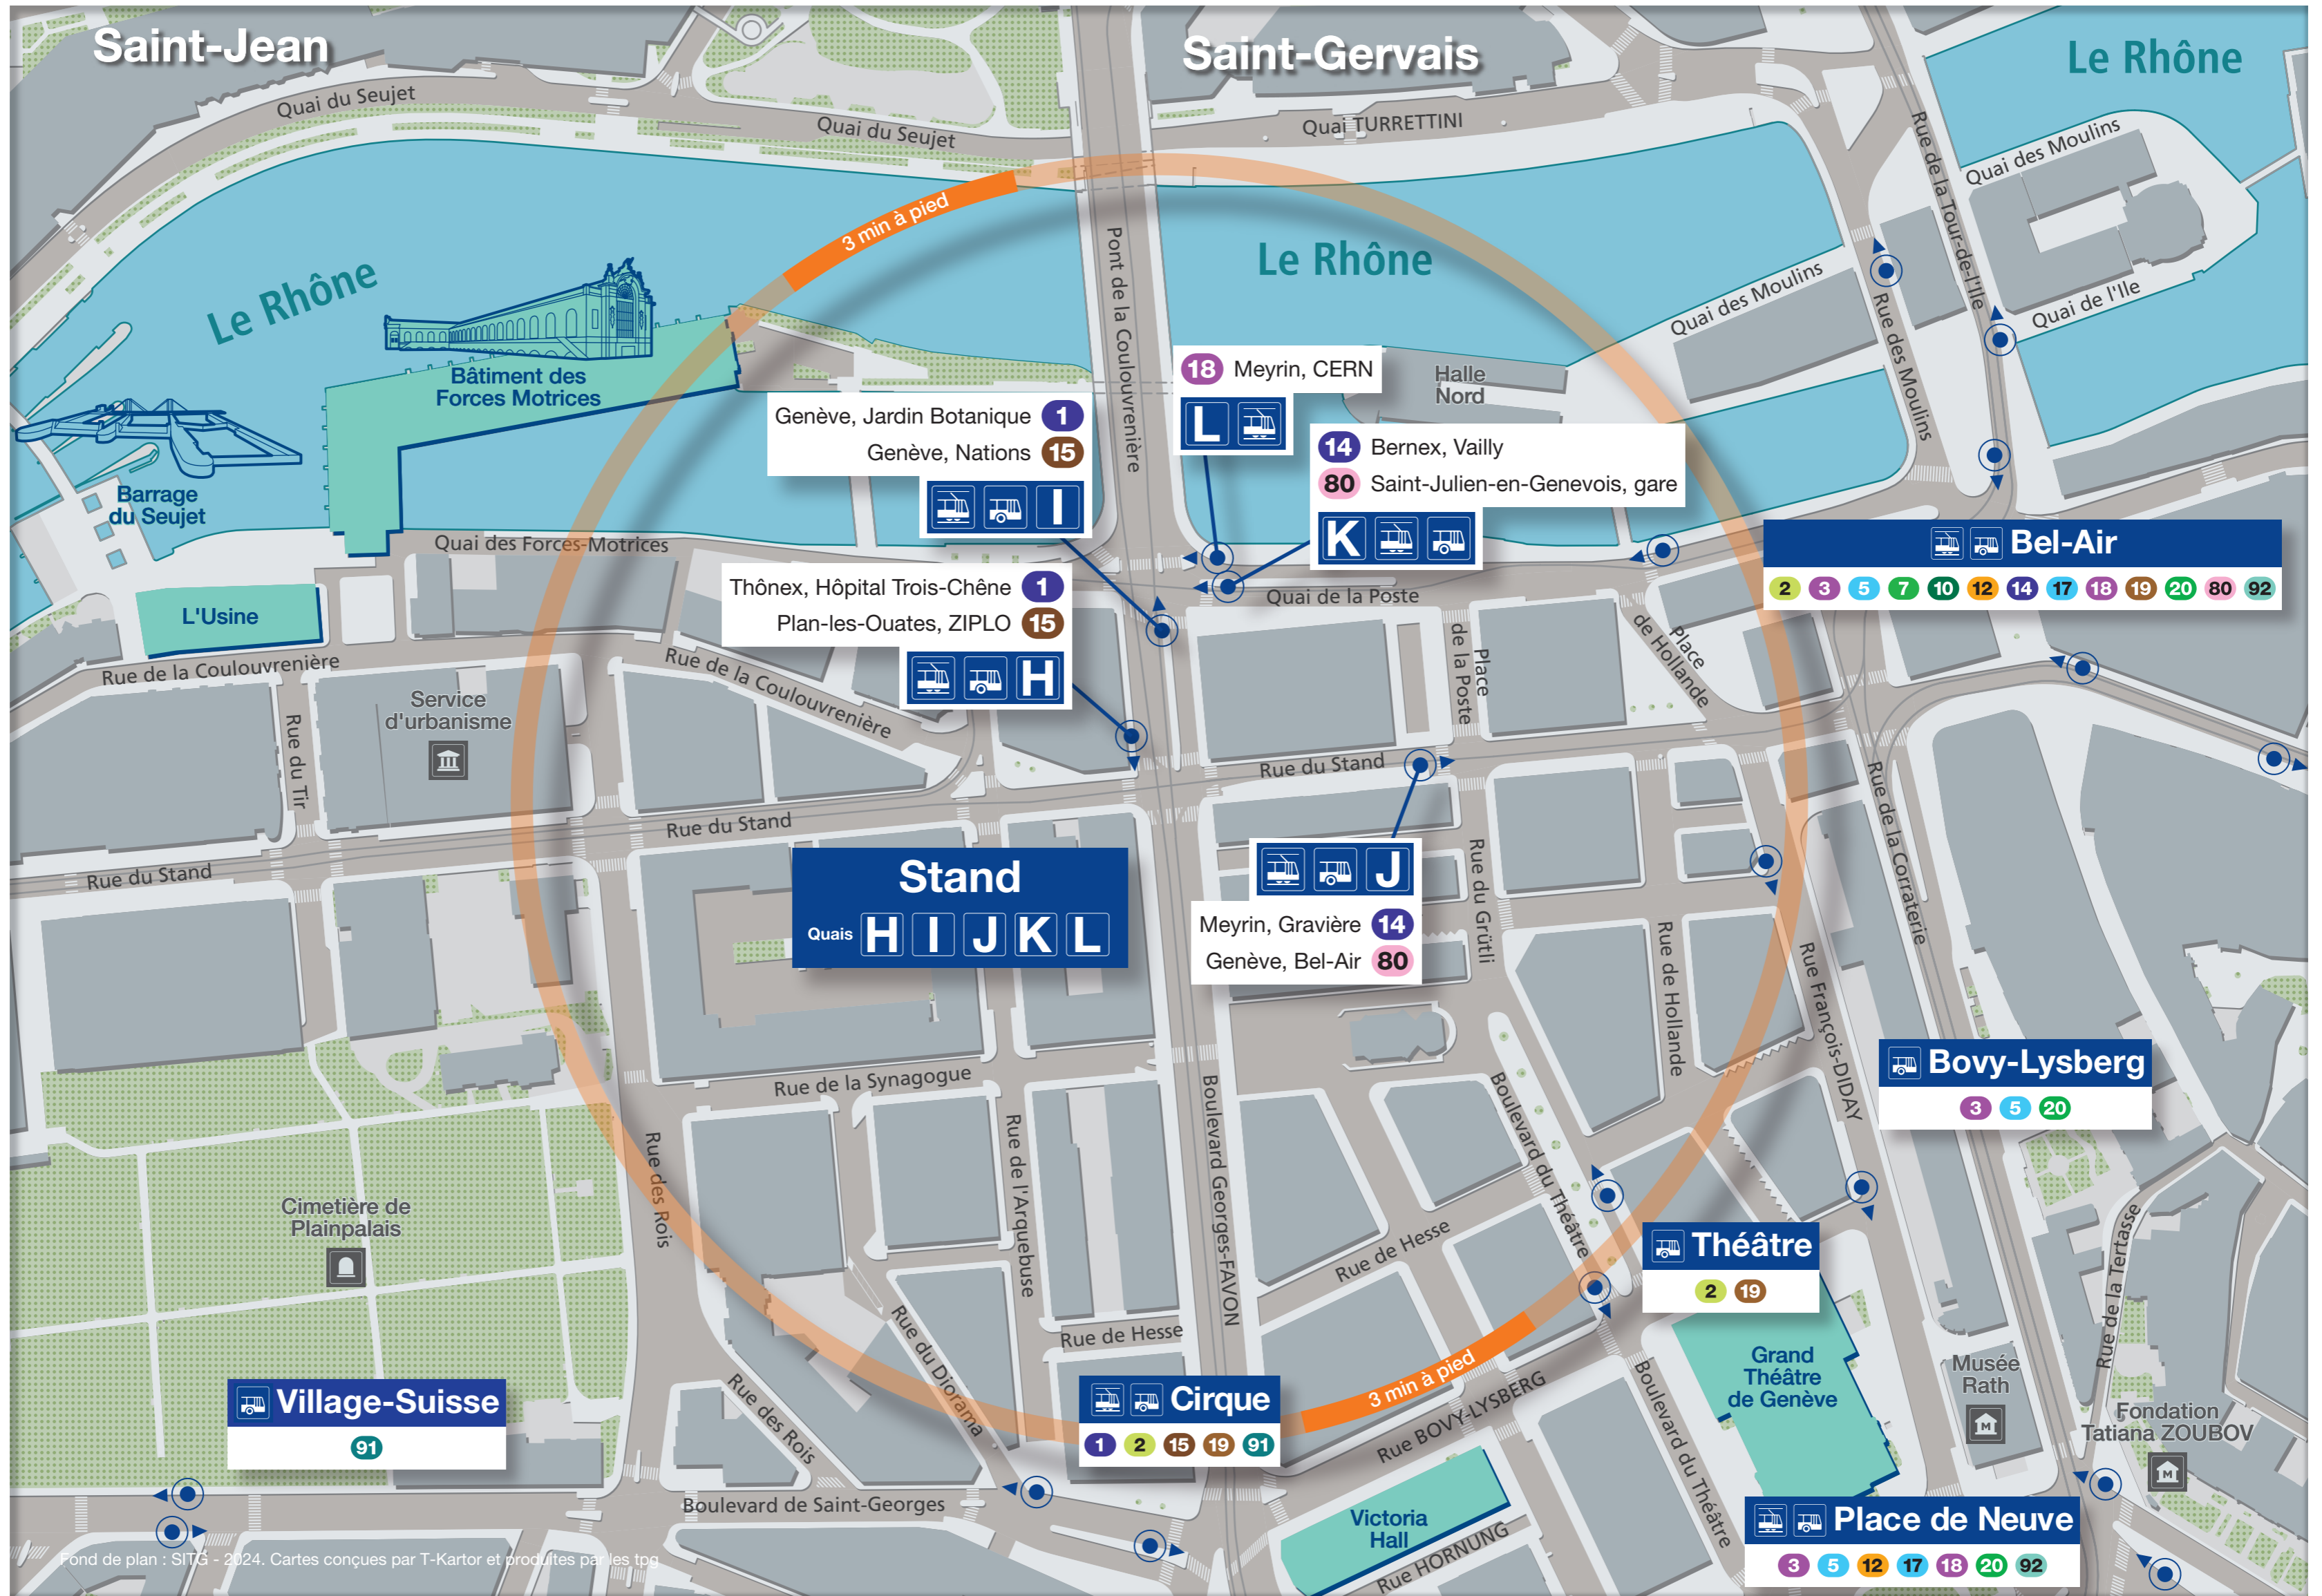 Saint-Jean
Saint-Gervais
Le Rhône
Quai du Seujet
Quai du Seujet
Quai TURRETTINI
Rue de la Tour-de-l'Ile
Quai des Moulins
3 min à pied
Pont de la Coulouvrenière
Le Rhône
Le Rhône
Quai des Moulins
Rue des Moulins
Quai de l'Ile
Bâtiment des
Forces Motrices
Barrage
du Seujet
18 Meyrin, CERN
L
Halle
Nord
Genève, Jardin Botanique 1
Genève, Nations 15
I
14 Bernex, Vailly
80 Saint-Julien-en-Genevois, gare
K
Quai des Forces-Motrices
Bel-Air
2 3 5 7 10 12 14 17 18 19 20 80 92
Thônex, Hôpital Trois-Chêne 1
Plan-les-Ouates, ZIPLO 15
H
L'Usine
Quai de la Poste
Place
de la Poste
Place
de Hollande
Rue de la Coulouvrenière
Rue de la Coulouvrenière
Service
d'urbanisme
Rue du Tir
Rue du Stand
Rue du Stand
Rue du Stand
Rue de la Corraterie
Stand
Quais H I J K L
J
Meyrin, Gravière 14
Genève, Bel-Air 80
Rue du Grütli
Rue de Hollande
Rue François-DIDAY
Bovy-Lysberg
3 5 20
Rue de la Synagogue
Rue des Rois
Rue de l'Arquebuse
Boulevard Georges-FAVON
Boulevard du Théâtre
Cimetière de
Plainpalais
Rue de Hesse
Théâtre
2 19
Rue de la Tertasse
Rue de Hesse
Rue du Diorama
Rue des Rois
3 min à pied
Rue BOVY-LYSBERG
Boulevard du Théâtre
Grand
Théâtre
de Genève
Musée
Rath
M
Fondation
Tatiana ZOUBOV
M
Village-Suisse
91
Cirque
1 2 15 19 91
Boulevard de Saint-Georges
Victoria
Hall
Rue HORNUNG
Place de Neuve
3 5 12 17 18 20 92
Fond de plan : SITG - 2024. Cartes conçues par T-Kartor et produites par les tpg